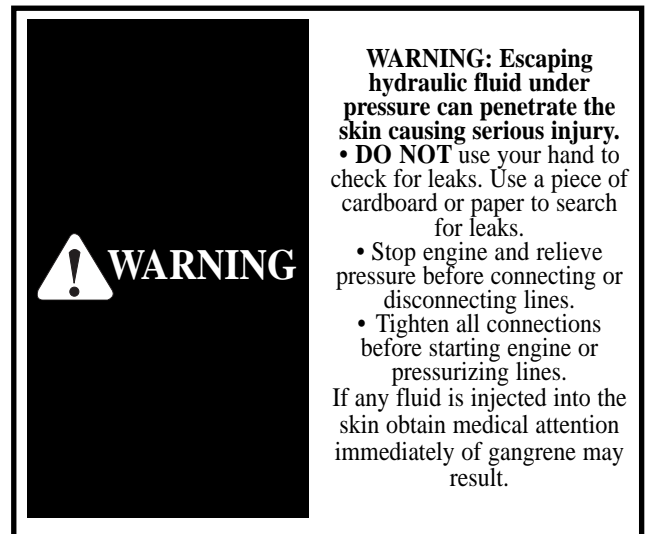 WARNING
WARNING: Escaping
hydraulic fluid under
pressure can penetrate the
skin causing serious injury.
• DO NOT use your hand to
check for leaks. Use a piece of
cardboard or paper to search
for leaks.
• Stop engine and relieve
pressure before connecting or
disconnecting lines.
• Tighten all connections
before starting engine or
pressurizing lines.
If any fluid is injected into the
skin obtain medical attention
immediately of gangrene may
result.